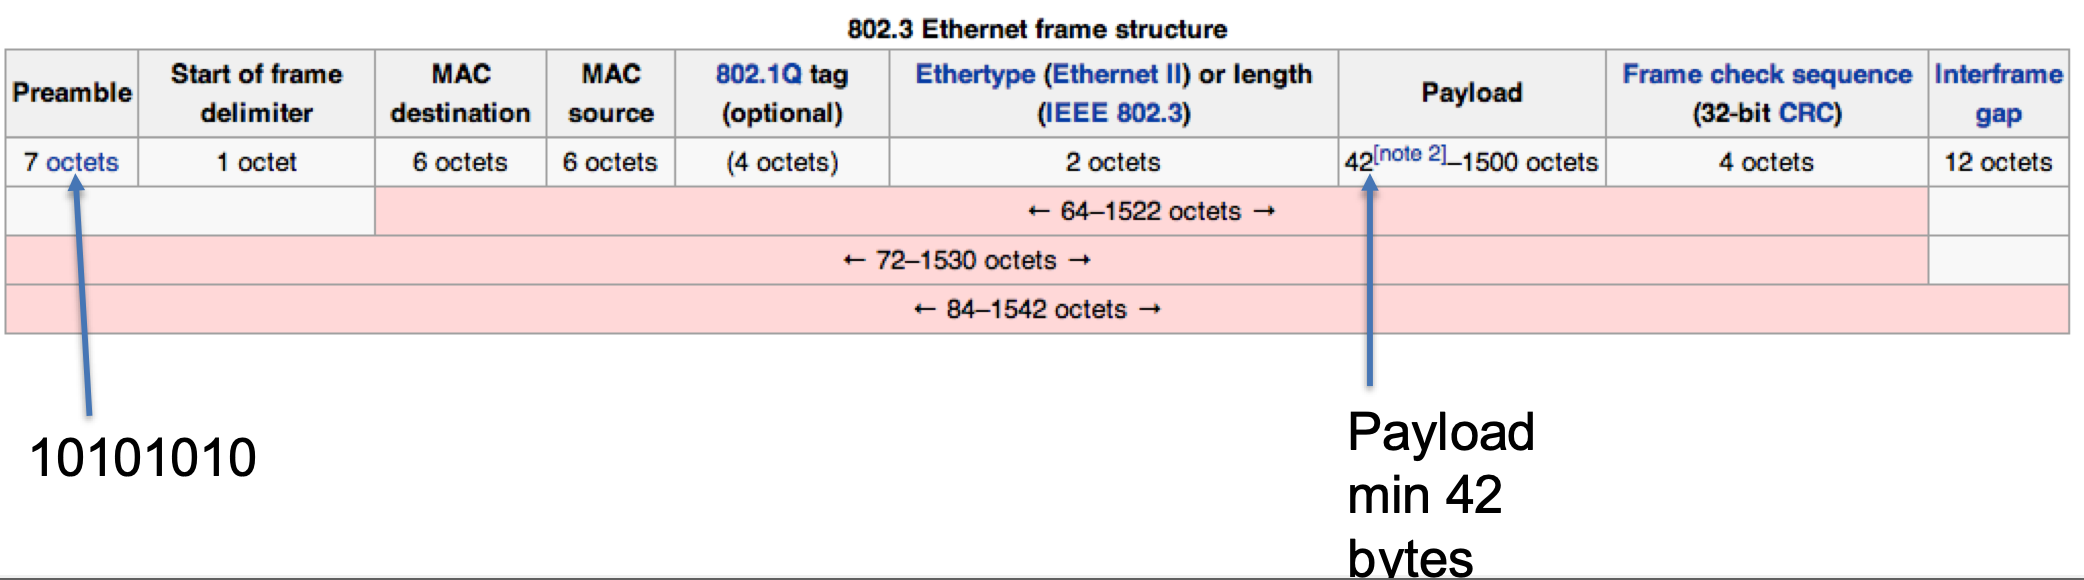 802.3 Ethernet frame structure
Preamble
Start of frame
delimiter
MAC
destination
MAC
source
802.1Q tag
(optional)
Ethertype (Ethernet II) or length
(IEEE 802.3)
Payload
Frame check sequence
(32-bit CRC)
Interframe
gap
7 octets
1 octet
6 octets
6 octets
(4 octets)
2 octets
42[note 2]–1500 octets
4 octets
12 octets
← 64–1522 octets →
← 72–1530 octets →
← 84–1542 octets →
10101010
Payload
min 42
bytes